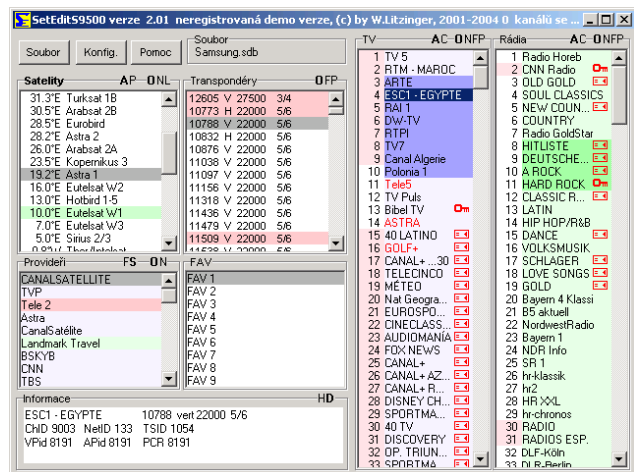 SetEditS9500 verze 2.01 neregistrovaná demo verze, (c) by W.Litzinger, 2001-2004 0 kanálů se ...
Soubor Konfig. Pomoc
Soubor
Samsung.sdb
Satelity AP ONL
31.3°E Turksat 1B
30.5°E Arabsat 2B
28.5°E Eurobird
28.2°E Astra 2
26.0°E Arabsat 2A
23.5°E Kopernikus 3
19.2°E Astra 1
16.0°E Eutelsat W2
13.0°E Hotbird 1-5
10.0°E Eutelsat W1
7.0°E Eutelsat W3
5.0°E Sirius 2/3
Transpondéry OFP
12605 V 27500 3/4
10773 H 22000 5/6
10788 V 22000 5/6
10832 H 22000 5/6
10876 V 22000 5/6
11038 V 22000 5/6
11097 V 22000 5/6
11156 V 22000 5/6
11318 V 22000 5/6
11436 V 22000 5/6
11479 V 22000 5/6
11509 V 22000 5/6
11538 V 22000 5/6
Provideři FS ON
CANALSATELLITE
TVP
Tele 2
Astra
CanalSatélite
Landmark Travel
BSKYB
CNN
TBS
FAV
FAV 1
FAV 2
FAV 3
FAV 4
FAV 5
FAV 6
FAV 7
FAV 8
FAV 9
Informace HD
ESC1 - EGYPTE 10788 vert 22000 5/6
ChID 9003 NetID 133 TSID 1054
VPid 8191 APid 8191 PCR 8191
TV AC-ONFP
1 TV 5
2 RTM - MAROC
3 ARTE
4 ESC1 - EGYPTE
5 RAI 1
6 DW-TV
7 RTPI
8 TV7
9 Canal Algerie
10 Polonia 1
11 Tele5
12 TV Puls
13 Bibel TV
14 ASTRA
15 40 LATINO
16 GOLF+
17 CANAL+ ...30
18 TELECINCO
19 MÉTEO
20 Nat Geogra...
21 EUROSPO...
22 CINECLASS...
23 AUDIOMANÍA
24 FOX NEWS
25 CANAL+
26 CANAL+ AZ...
27 CANAL+ R...
28 DISNEY CH...
29 SPORTMA...
30 40 TV
31 DISCOVERY
32 OP. TRIUN...
33 SPORTMA...
Rádia AC-ONFP
1 Radio Horeb
2 CNN Radio
3 OLD GOLD
4 SOUL CLASSICS
5 NEW COUN...
6 COUNTRY
7 Radio GoldStar
8 HITLISTE
9 DEUTSCHE...
10 A ROCK
11 HARD ROCK
12 CLASSIC R...
13 LATIN
14 HIP HOP/R&B
15 DANCE
16 VOLKSMUSIK
17 SCHLAGER
18 LOVE SONGS
19 GOLD
20 Bayern 4 Klassi
21 B5 aktuell
22 NordwestRadio
23 Bayern 1
24 NDR Info
25 SR 1
26 hr-klassik
27 hr2
28 HR XXL
29 hr-chronos
30 RADIO
31 RADIOS ESP.
32 DLF-Köln
33 DLR-Berlin